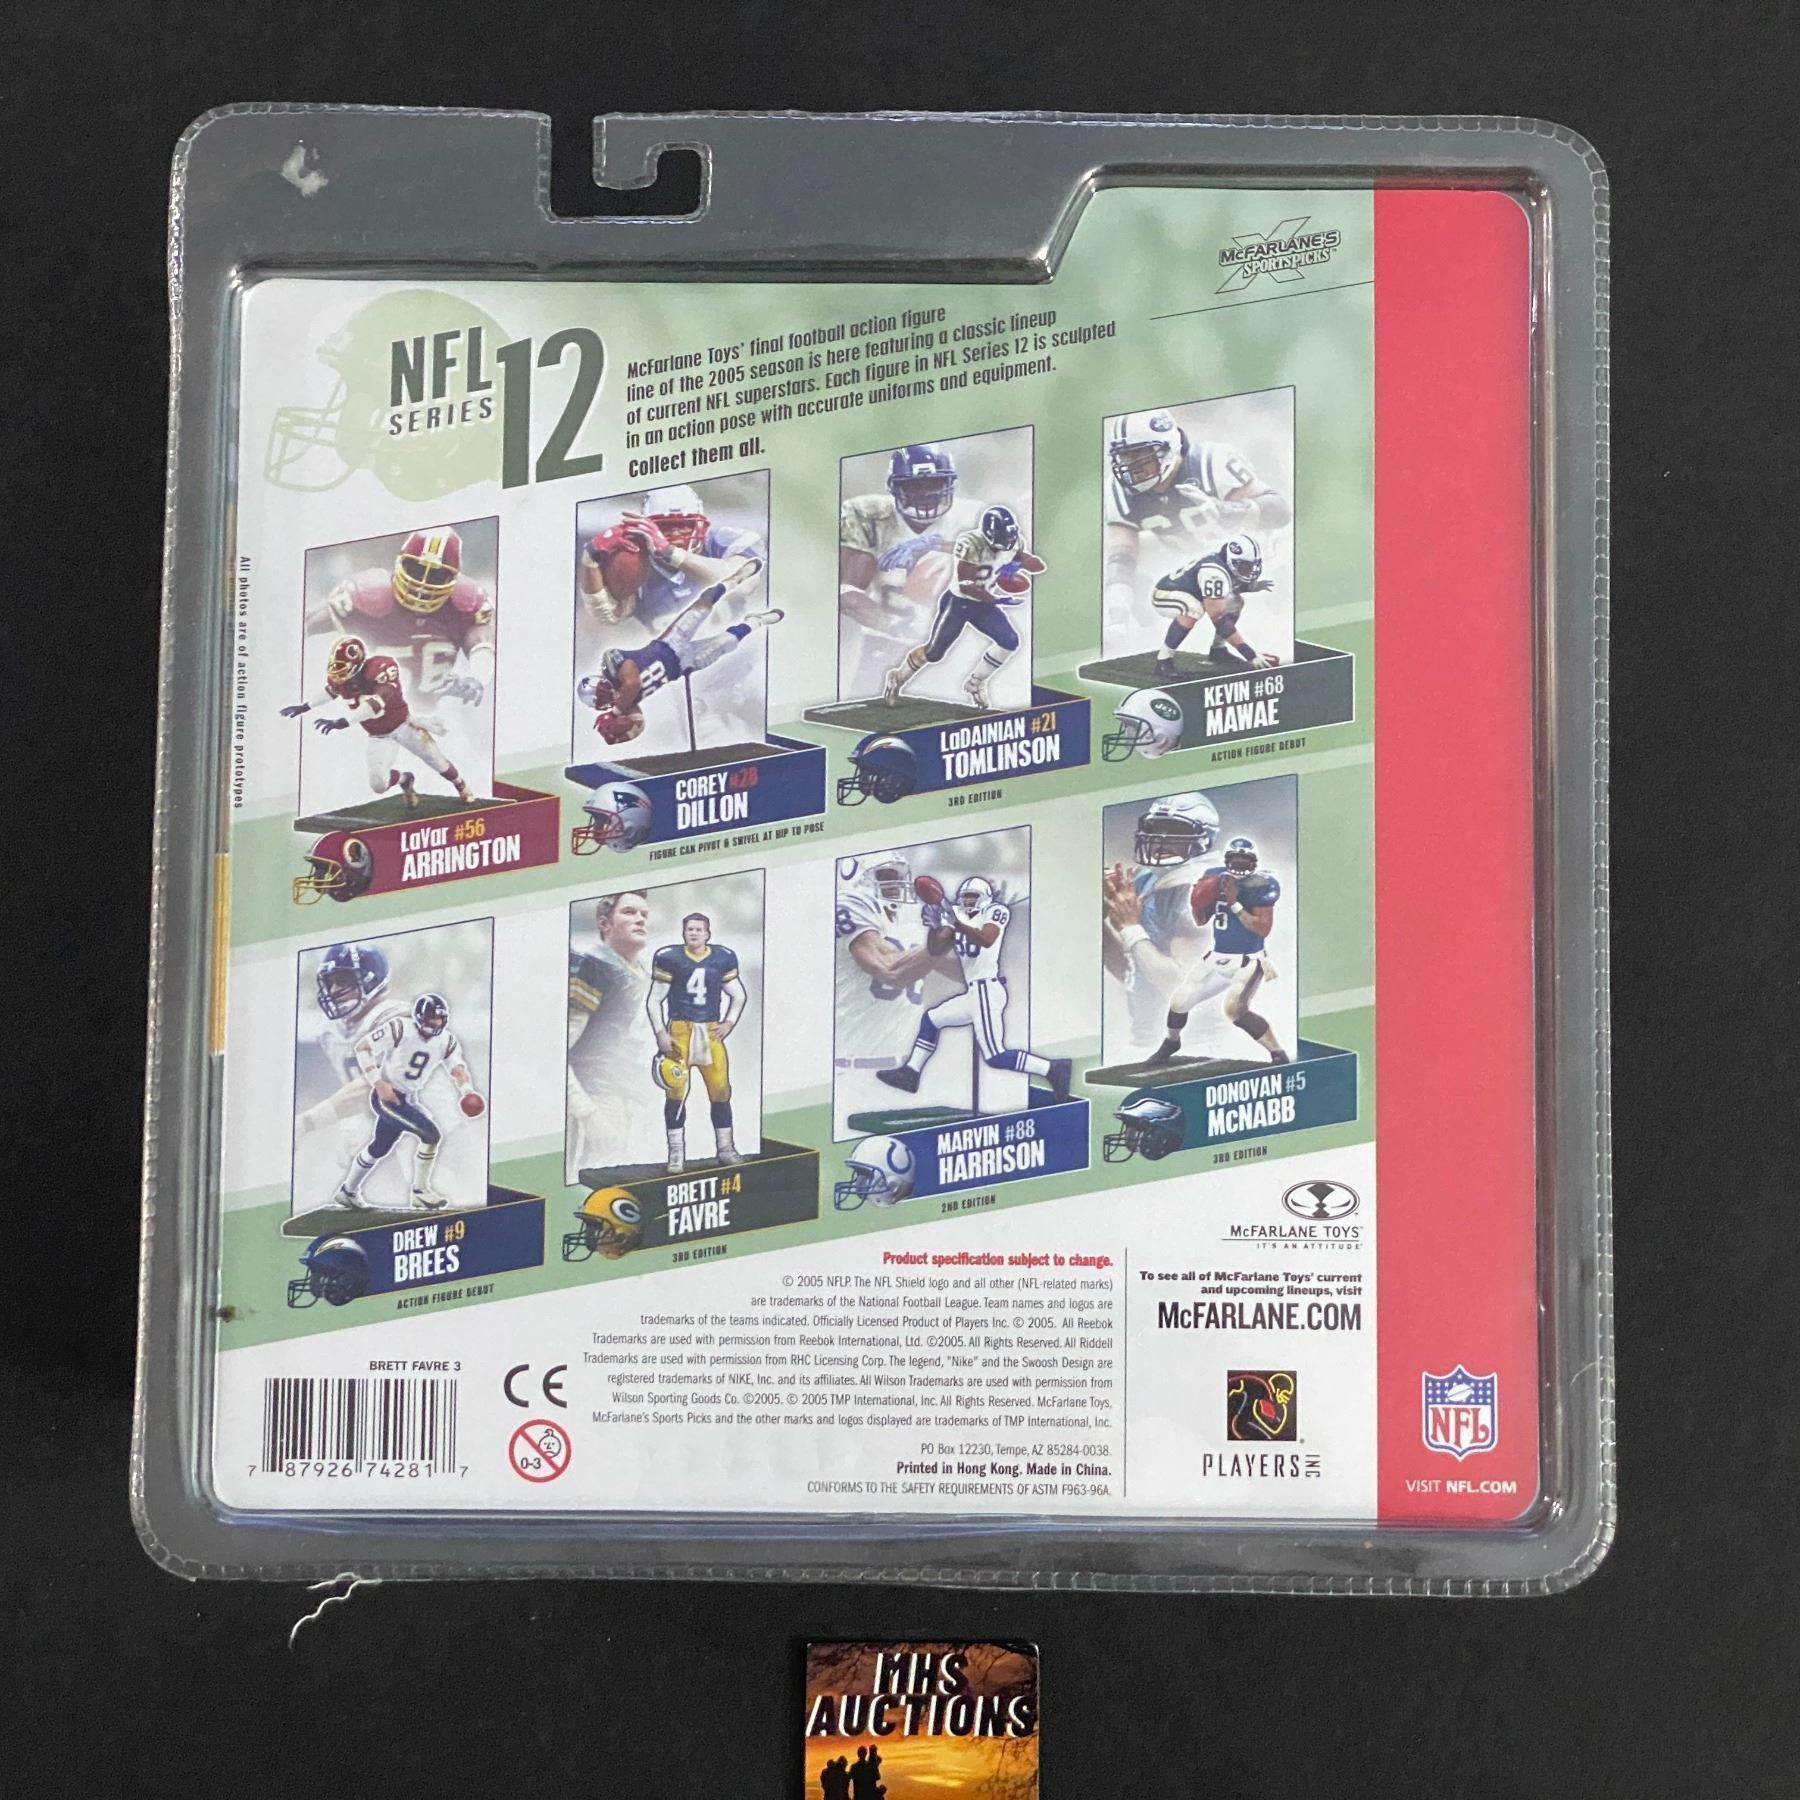 McFARLANE'S
SPORTSPICKS™
NFL
SERIES
12
McFarlane Toys' final football action figure
line of the 2005 season is here featuring a classic lineup
of current NFL superstars. Each figure in NFL Series 12 is sculpted
in an action pose with accurate uniforms and equipment.
Collect them all.
All photos are of action figure prototypes
LaVar #56
ARRINGTON
COREY #28
DILLON
FIGURE CAN PIVOT & SWIVEL AT HIP TO POSE
LaDAINIAN #21
TOMLINSON
3RD EDITION
68
KEVIN #68
MAWAE
ACTION FIGURE DEBUT
9
DREW #9
BREES
ACTION FIGURE DEBUT
4
BRETT #4
FAVRE
3RD EDITION
88
MARVIN #88
HARRISON
2ND EDITION
5
DONOVAN #5
McNABB
3RD EDITION
McFARLANE TOYS™
IT'S AN ATTITUDE
Product specification subject to change.
© 2005 NFLP. The NFL Shield logo and all other (NFL-related marks)
are trademarks of the National Football League. Team names and logos are
trademarks of the teams indicated. Officially Licensed Product of Players Inc. © 2005. All Reebok
Trademarks are used with permission from Reebok International, Ltd. ©2005. All Rights Reserved. All Riddell
Trademarks are used with permission from RHC Licensing Corp. The legend, "Nike" and the Swoosh Design are
registered trademarks of NIKE, Inc. and its affiliates. All Wilson Trademarks are used with permission from
Wilson Sporting Goods Co. ©2005. © 2005 TMP International, Inc. All Rights Reserved. McFarlane Toys,
McFarlane's Sports Picks and the other marks and logos displayed are trademarks of TMP International, Inc.
PO Box 12230, Tempe, AZ 85284-0038.
Printed in Hong Kong. Made in China.
CONFORMS TO THE SAFETY REQUIREMENTS OF ASTM F963-96A.
To see all of McFarlane Toys' current
and upcoming lineups, visit
McFARLANE.COM
PLAYERS INC
BRETT FAVRE 3
7 87926 74281 7
CE
0-3
NFL
VISIT NFL.COM
MHS
AUCTIONS